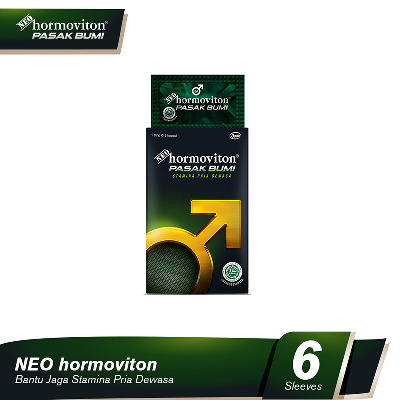 NEO hormoviton®
PASAK BUMI
NEO hormoviton®
PASAK BUMI
NEO hormoviton®
PASAK BUMI
STAMINA PRIA DEWASA
NEO hormoviton
Bantu Jaga Stamina Pria Dewasa
6
Sleeves